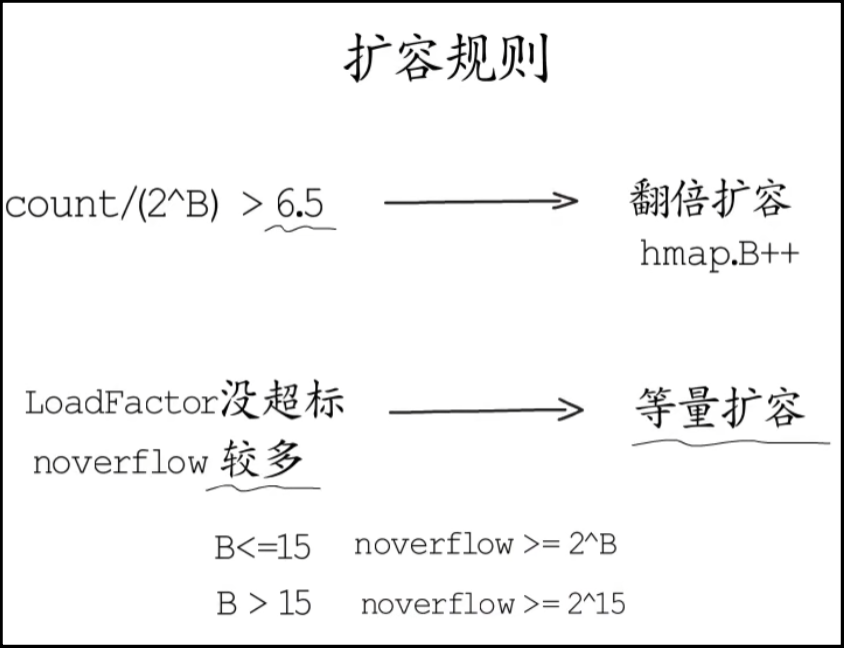 扩容规则
count/(2^B) > 6.5
翻倍扩容
hmap.B++
LoadFactor没超标
noverflow 较多
等量扩容
B<=15 noverflow >= 2^B
B > 15 noverflow >= 2^15